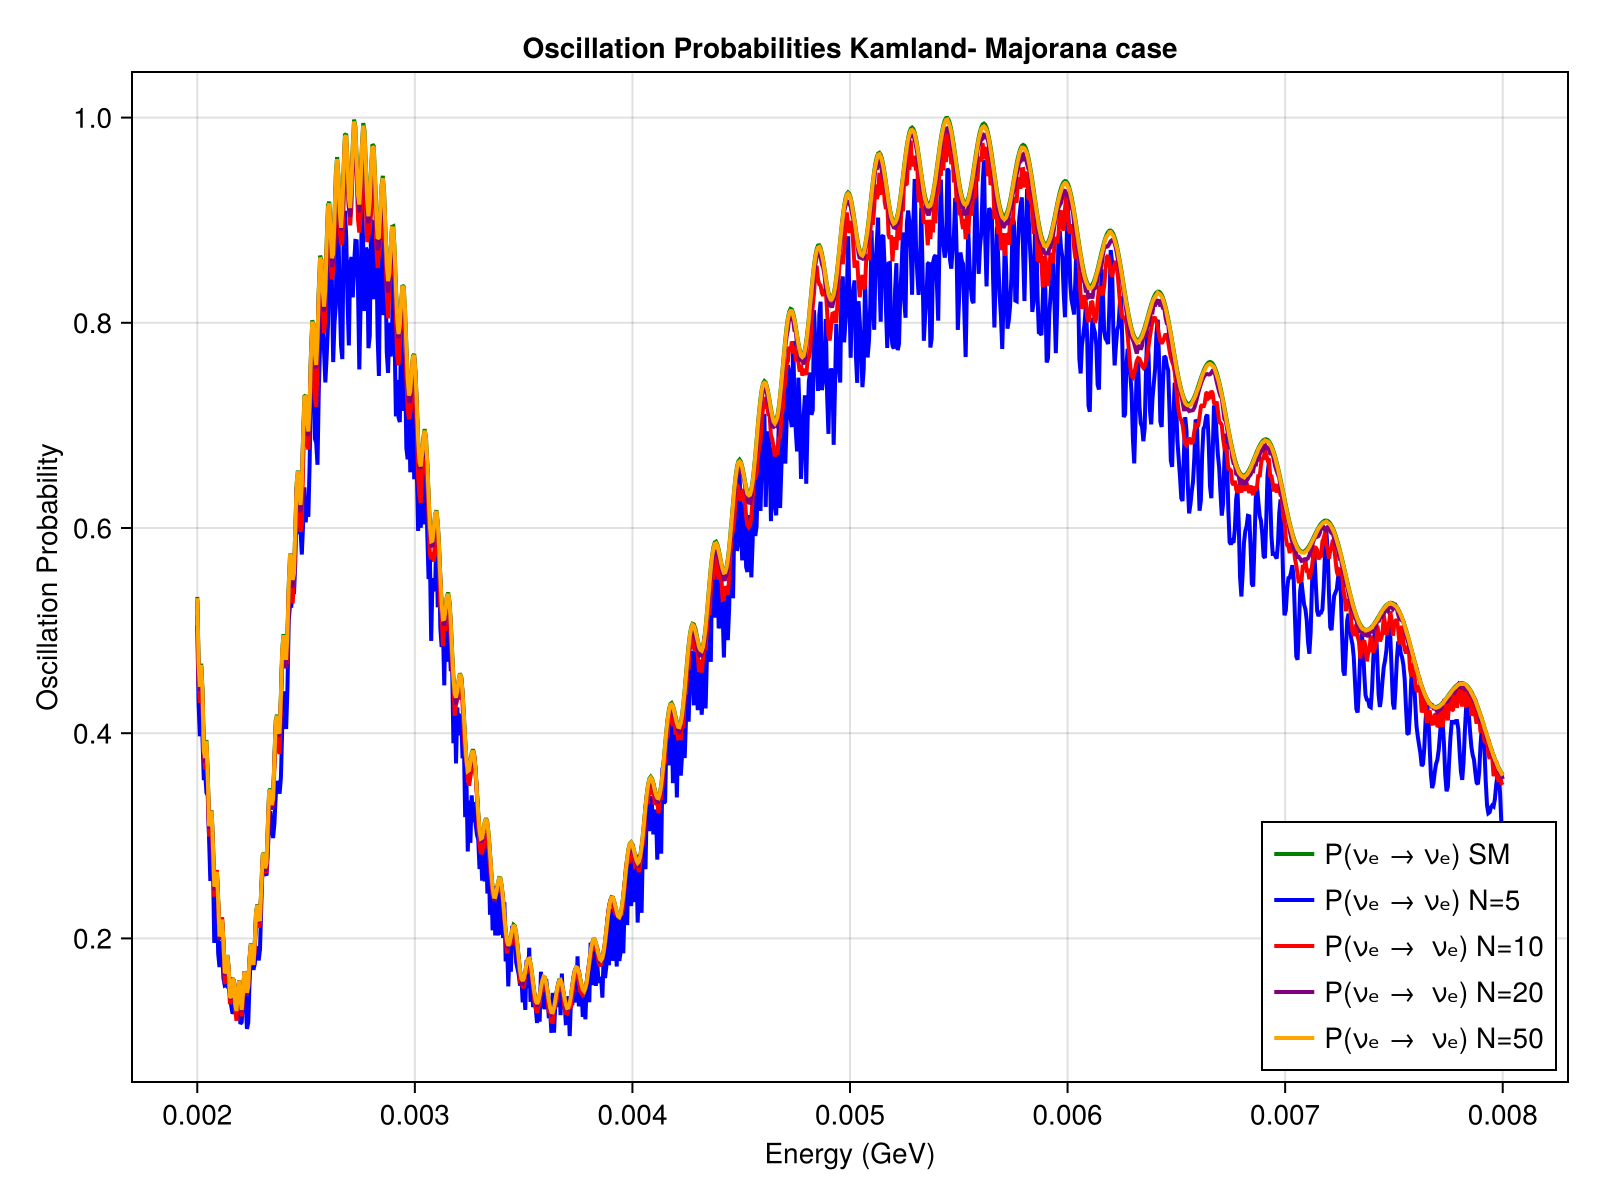 Oscillation Probabilities Kamland- Majorana case
Oscillation Probability
1.0
0.8
0.6
0.4
0.2
P(νₑ → νₑ) SM
P(νₑ → νₑ) N=5
P(νₑ →  νₑ) N=10
P(νₑ →  νₑ) N=20
P(νₑ →  νₑ) N=50
0.002 0.003 0.004 0.005 0.006 0.007 0.008
Energy (GeV)